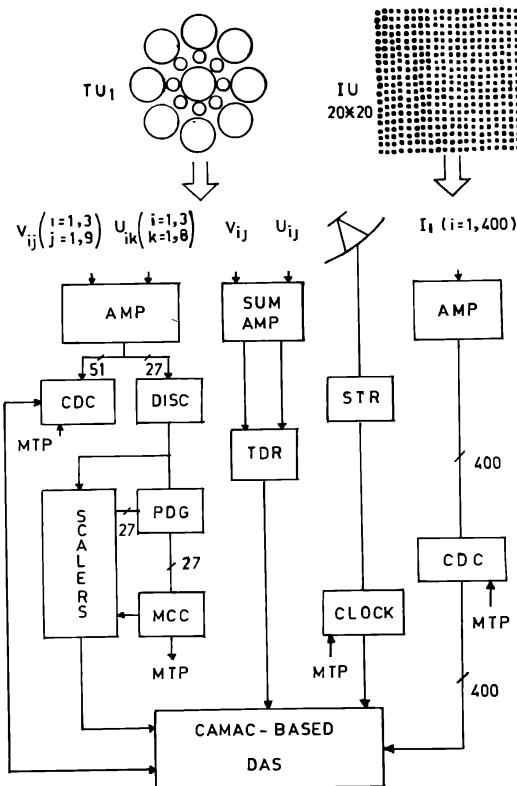 TU1
IU
20×20
Vij (i=1,3
j=1,9) Uik (i=1,3
k=1,8)
Vij Uij
Ii (i=1,400)
AMP
SUM
AMP
AMP
51
27
CDC
DISC
STR
MTP
TDR
400
SCALERS
27
PDG
27
CDC
MCC
CLOCK
MTP
MTP
MTP
400
CAMAC-BASED
DAS